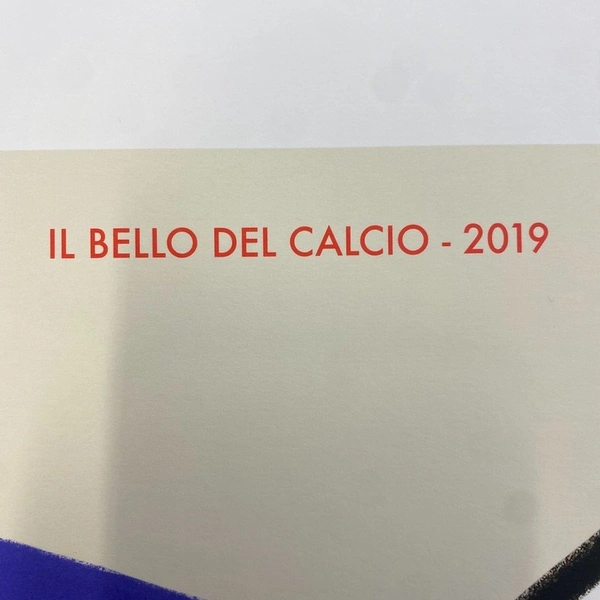 IL BELLO DEL CALCIO - 2019